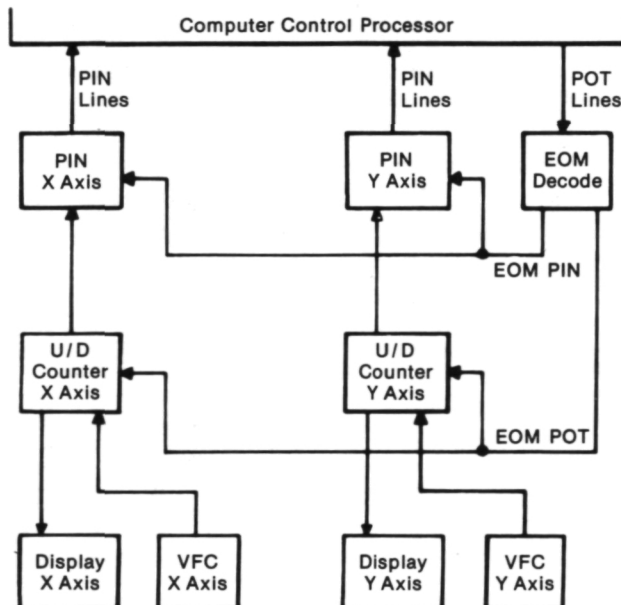 Computer Control Processor
PIN
Lines
PIN
Lines
POT
Lines
PIN
X Axis
PIN
Y Axis
EOM
Decode
EOM PIN
U/D
Counter
X Axis
U/D
Counter
Y Axis
EOM POT
Display
X Axis
VFC
X Axis
Display
Y Axis
VFC
Y Axis